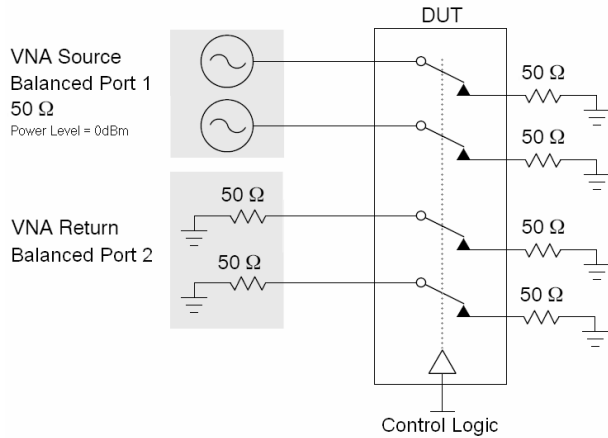 DUT
VNA Source
Balanced Port 1
50 Ω
Power Level = 0dBm
50 Ω
50 Ω
VNA Return
Balanced Port 2
50 Ω
50 Ω
50 Ω
50 Ω
Control Logic